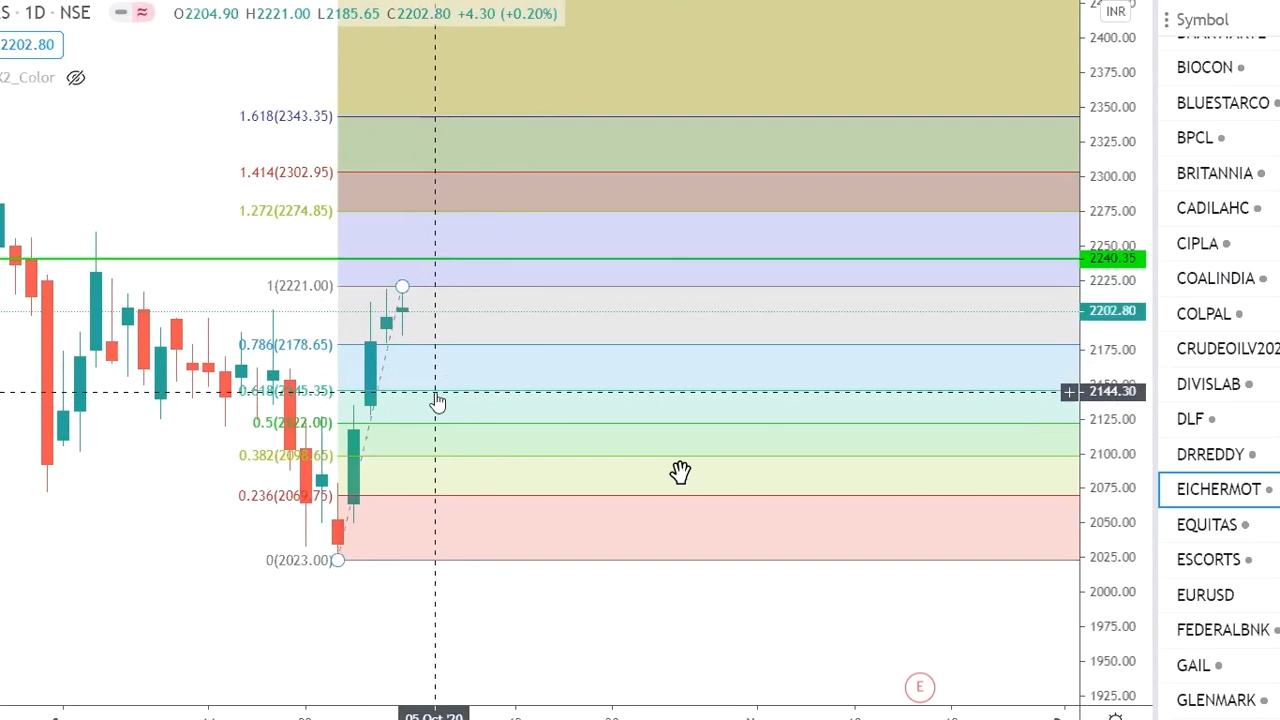 S · 1D · NSE
O2204.90 H2221.00 L2185.65 C2202.80 +4.30 (+0.20%)
2202.80
X2_Color
1.618(2343.35)
1.414(2302.95)
1.272(2274.85)
1(2221.00)
0.786(2178.65)
0.618(2145.35)
0.5(2122.00)
0.382(2098.65)
0.236(2069.75)
0(2023.00)
E
05 Oct '20
INR
2400.00
2375.00
2350.00
2325.00
2300.00
2275.00
2250.00
2240.35
2225.00
2202.80
2175.00
2150.00
2144.30
2125.00
2100.00
2075.00
2050.00
2025.00
2000.00
1975.00
1950.00
1925.00
Symbol
BIOCON
BLUESTARCO
BPCL
BRITANNIA
CADILAHC
CIPLA
COALINDIA
COLPAL
CRUDEOILV202
DIVISLAB
DLF
DRREDDY
EICHERMOT
EQUITAS
ESCORTS
EURUSD
FEDERALBNK
GAIL
GLENMARK